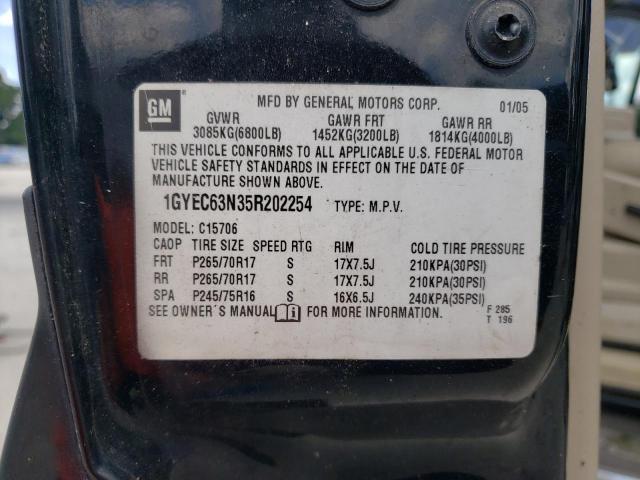 GM
MFD BY GENERAL MOTORS CORP. 01/05
GVWR GAWR FRT GAWR RR
3085KG(6800LB) 1452KG(3200LB) 1814KG(4000LB)
THIS VEHICLE CONFORMS TO ALL APPLICABLE U.S. FEDERAL MOTOR
VEHICLE SAFETY STANDARDS IN EFFECT ON THE DATE OF
MANUFACTURE SHOWN ABOVE.
1GYEC63N35R202254 TYPE: M.P.V.
MODEL: C15706
CAOP TIRE SIZE SPEED RTG RIM COLD TIRE PRESSURE
FRT P265/70R17 S 17X7.5J 210KPA(30PSI)
RR P265/70R17 S 17X7.5J 210KPA(30PSI)
SPA P245/75R16 S 16X6.5J 240KPA(35PSI)
SEE OWNER´S MANUAL FOR MORE INFORMATION.
F 285
T 196